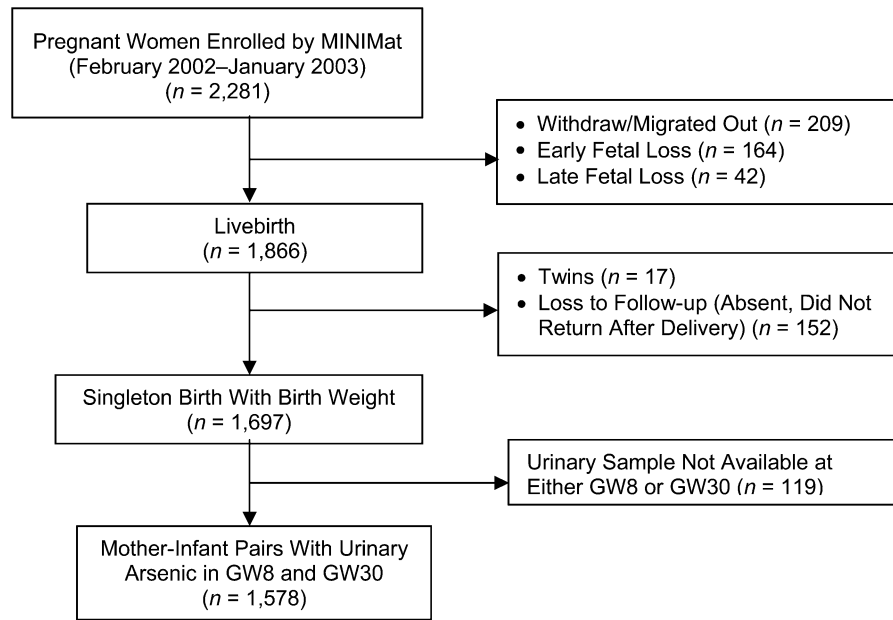 Pregnant Women Enrolled by MINIMat
(February 2002–January 2003)
(n = 2,281)
• Withdraw/Migrated Out (n = 209)
• Early Fetal Loss (n = 164)
• Late Fetal Loss (n = 42)
Livebirth
(n = 1,866)
• Twins (n = 17)
• Loss to Follow-up (Absent, Did Not
Return After Delivery) (n = 152)
Singleton Birth With Birth Weight
(n = 1,697)
Urinary Sample Not Available at
Either GW8 or GW30 (n = 119)
Mother-Infant Pairs With Urinary
Arsenic in GW8 and GW30
(n = 1,578)